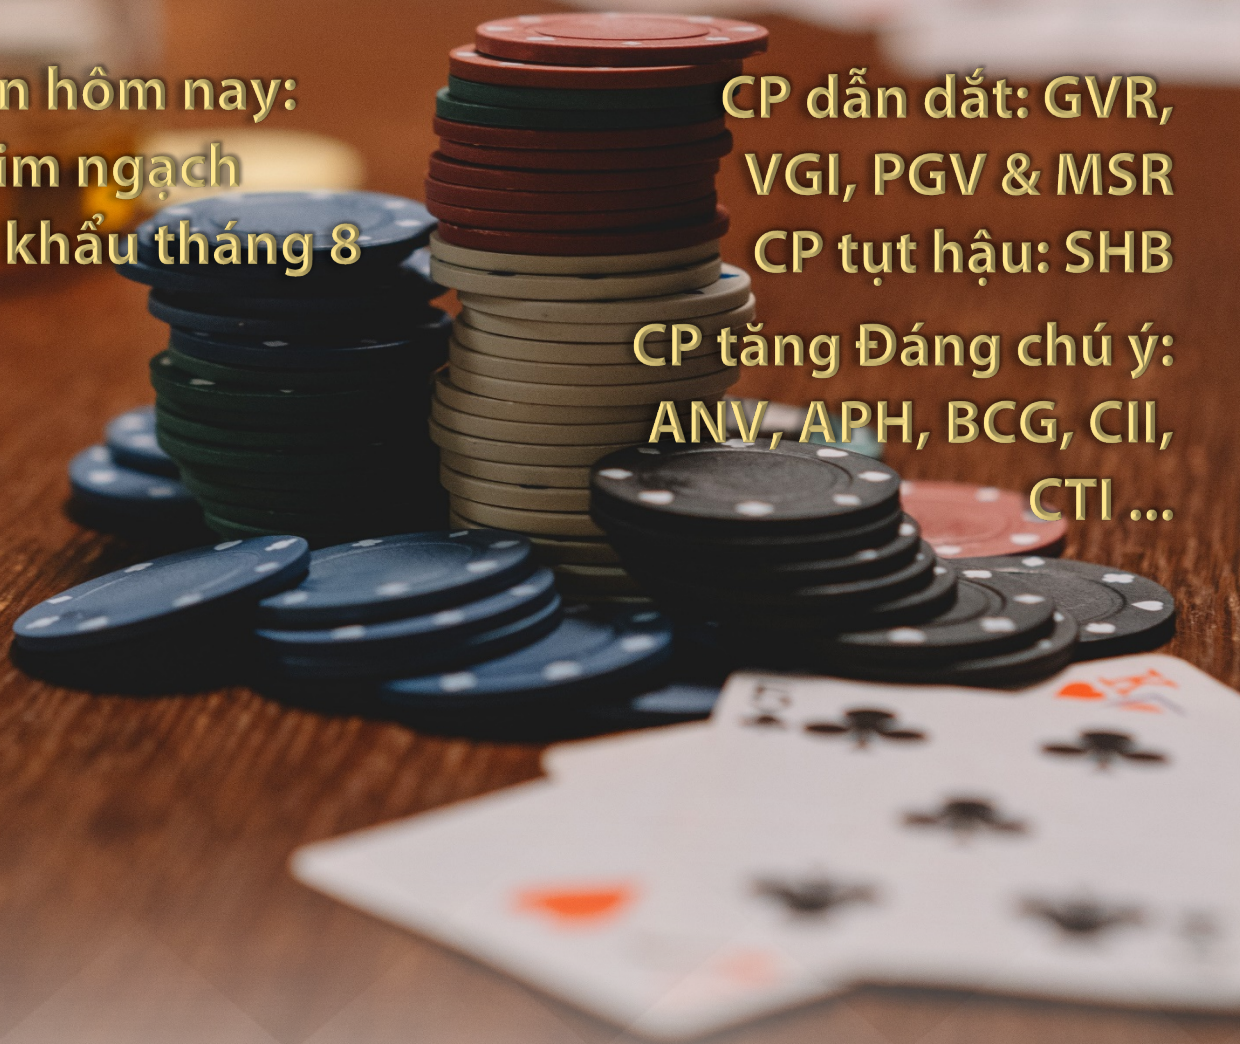 n hôm nay:
im ngạch
khẩu tháng 8
CP dẫn dắt: GVR,
VGI, PGV & MSR
CP tụt hậu: SHB
CP tăng Đáng chú ý:
ANV, APH, BCG, CII,
CTI ...